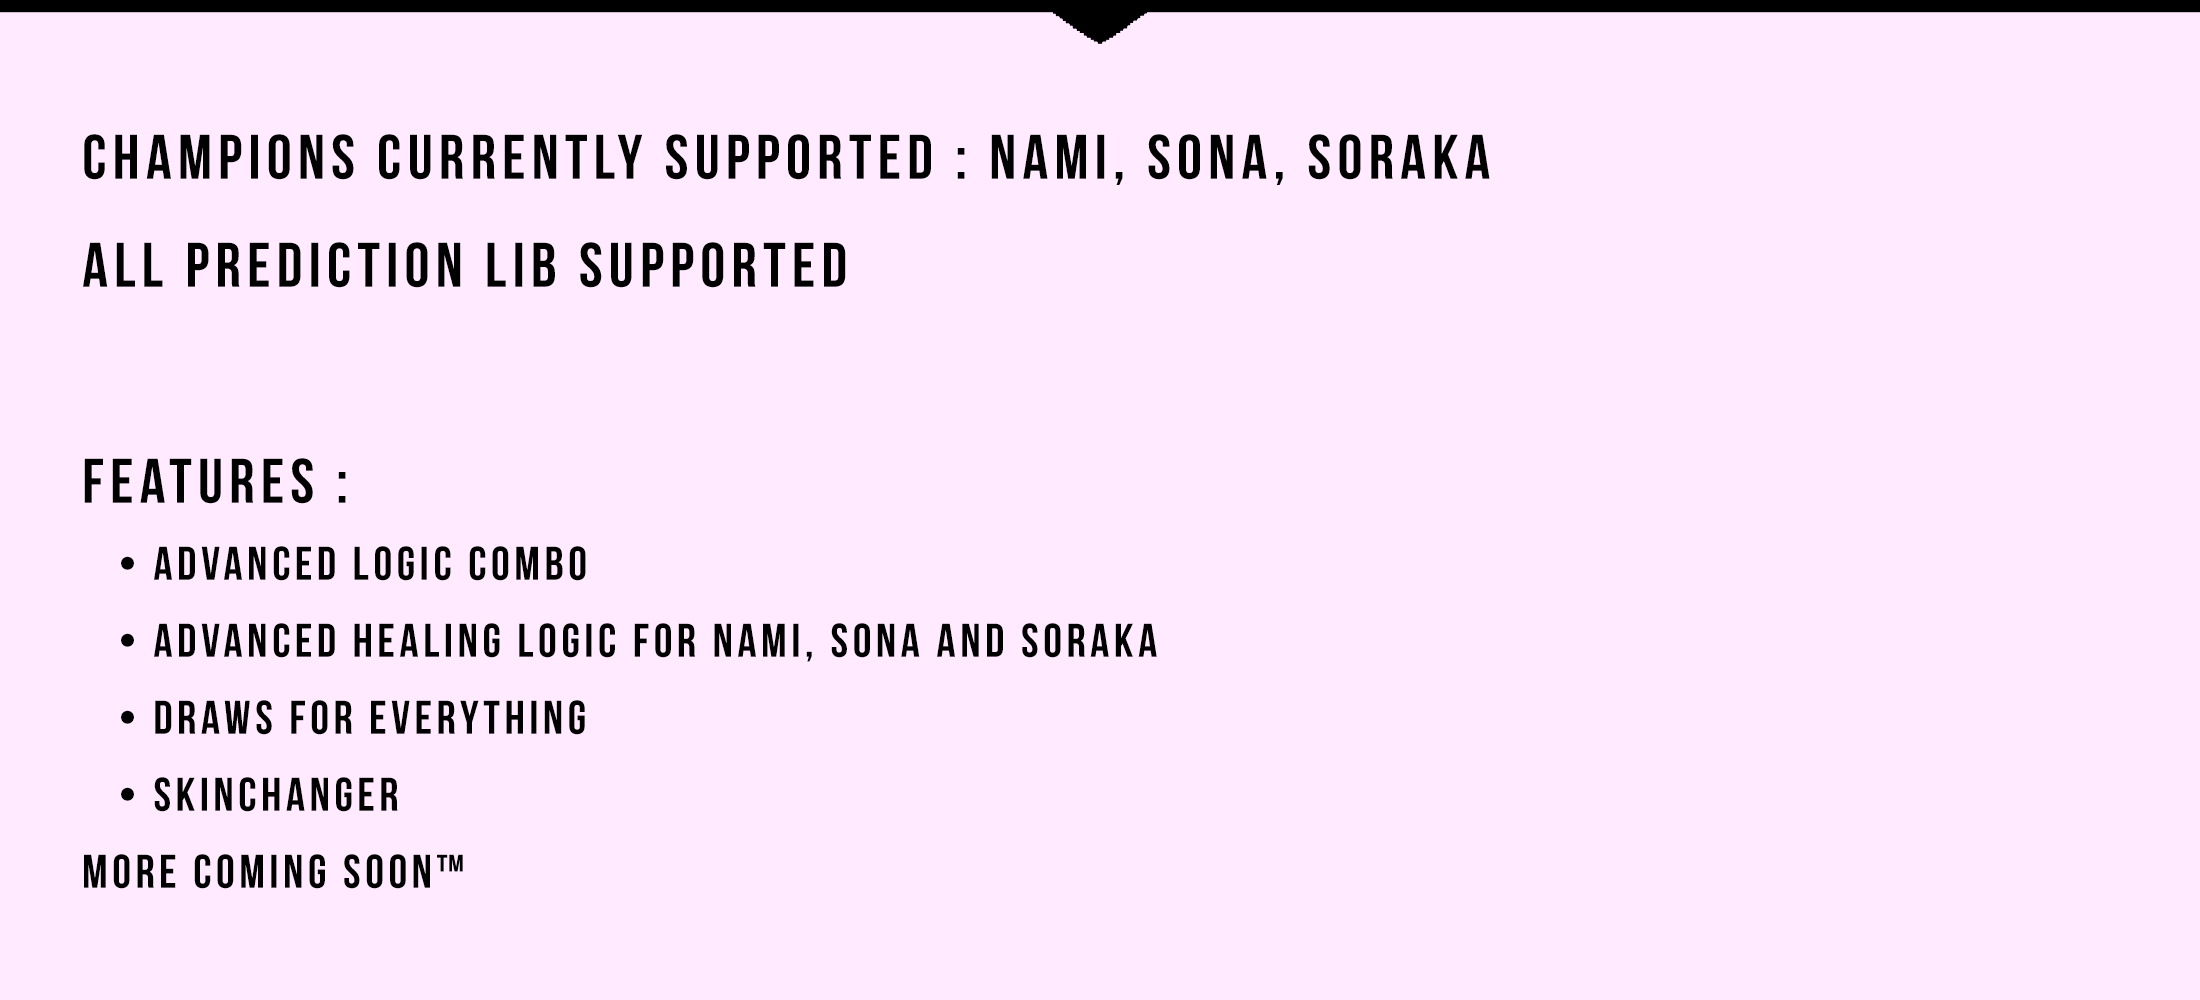 CHAMPIONS CURRENTLY SUPPORTED : NAMI, SONA, SORAKA
ALL PREDICTION LIB SUPPORTED
FEATURES :
• ADVANCED LOGIC COMBO
• ADVANCED HEALING LOGIC FOR NAMI, SONA AND SORAKA
• DRAWS FOR EVERYTHING
• SKINCHANGER
MORE COMING SOON™